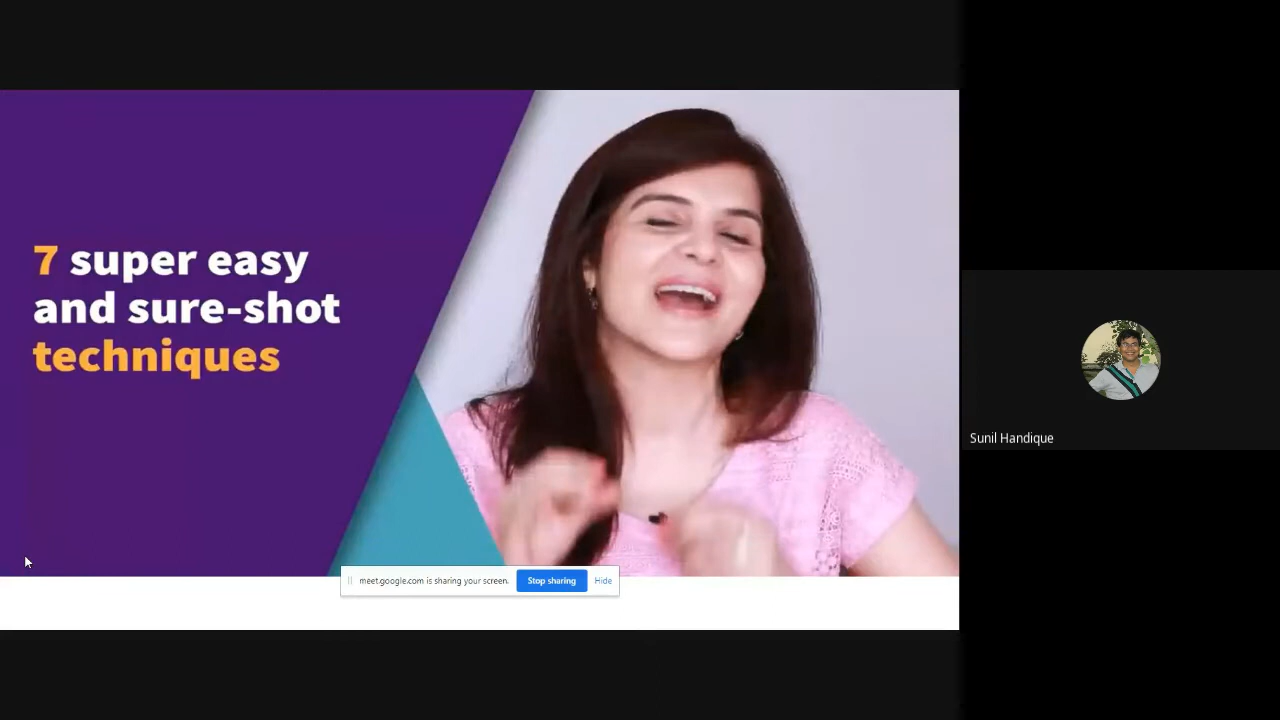 7 super easy
and sure-shot
techniques
meet.google.com is sharing your screen.
Stop sharing
Hide
Sunil Handique